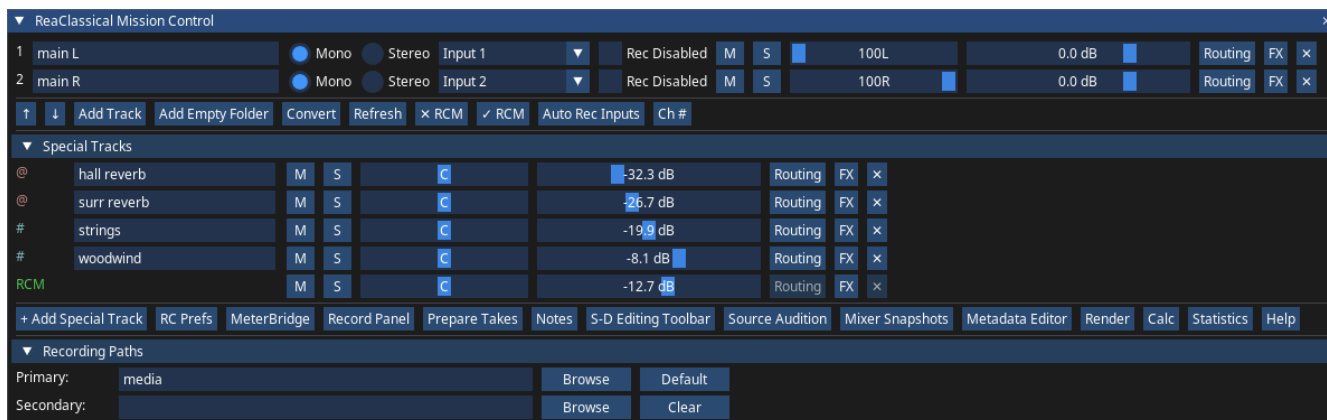 ▼ ReaClassical Mission Control ×
1 main L Mono Stereo Input 1 ▼ Rec Disabled M S 100L 0.0 dB Routing FX ×
2 main R Mono Stereo Input 2 ▼ Rec Disabled M S 100R 0.0 dB Routing FX ×
↑ ↓ Add Track Add Empty Folder Convert Refresh × RCM ✓ RCM Auto Rec Inputs Ch #
▼ Special Tracks
@ hall reverb M S C -32.3 dB Routing FX ×
@ surr reverb M S C -26.7 dB Routing FX ×
# strings M S C -19.9 dB Routing FX ×
# woodwind M S C -8.1 dB Routing FX ×
RCM M S C -12.7 dB Routing FX ×
+ Add Special Track RC Prefs MeterBridge Record Panel Prepare Takes Notes S-D Editing Toolbar Source Audition Mixer Snapshots Metadata Editor Render Calc Statistics Help
▼ Recording Paths
Primary: media Browse Default
Secondary: Browse Clear